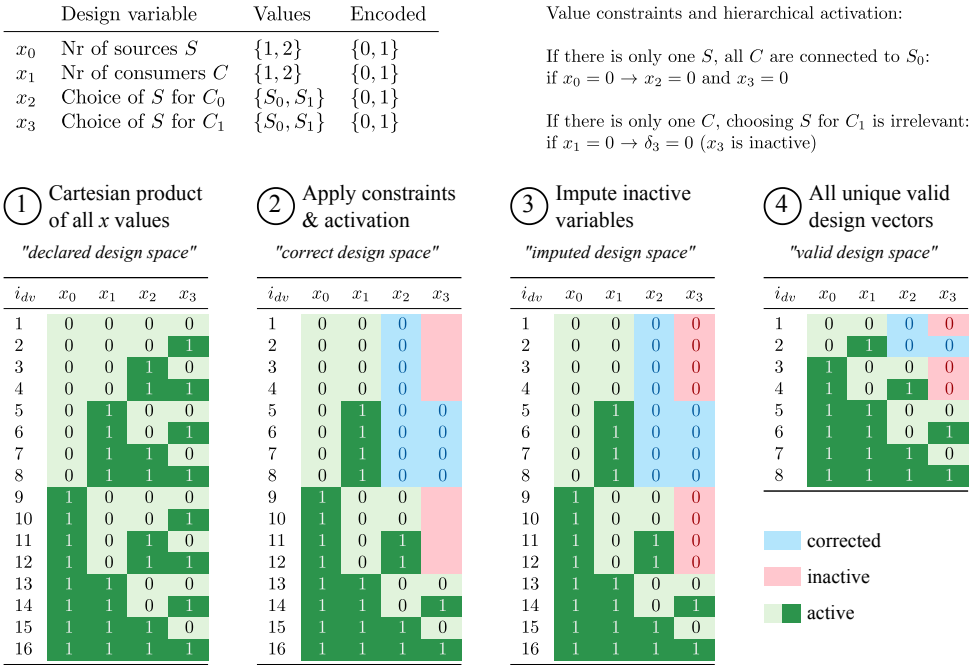 Design variable Values Encoded
x₀ Nr of sources S {1, 2} {0, 1}
x₁ Nr of consumers C {1, 2} {0, 1}
x₂ Choice of S for C₀ {S₀, S₁} {0, 1}
x₃ Choice of S for C₁ {S₀, S₁} {0, 1}
Value constraints and hierarchical activation:
If there is only one S, all C are connected to S₀:
if x₀ = 0 → x₂ = 0 and x₃ = 0
If there is only one C, choosing S for C₁ is irrelevant:
if x₁ = 0 → δ₃ = 0 (x₃ is inactive)
1 Cartesian product
of all x values
"declared design space"
i_dv x₀ x₁ x₂ x₃
1 0 0 0 0
2 0 0 0 1
3 0 0 1 0
4 0 0 1 1
5 0 1 0 0
6 0 1 0 1
7 0 1 1 0
8 0 1 1 1
9 1 0 0 0
10 1 0 0 1
11 1 0 1 0
12 1 0 1 1
13 1 1 0 0
14 1 1 0 1
15 1 1 1 0
16 1 1 1 1
2 Apply constraints
& activation
"correct design space"
i_dv x₀ x₁ x₂ x₃
1 0 0 0
2 0 0 0
3 0 0 0
4 0 0 0
5 0 1 0 0
6 0 1 0 0
7 0 1 0 0
8 0 1 0 0
9 1 0 0
10 1 0 0
11 1 0 1
12 1 0 1
13 1 1 0 0
14 1 1 0 1
15 1 1 1 0
16 1 1 1 1
3 Impute inactive
variables
"imputed design space"
i_dv x₀ x₁ x₂ x₃
1 0 0 0 0
2 0 0 0 0
3 0 0 0 0
4 0 0 0 0
5 0 1 0 0
6 0 1 0 0
7 0 1 0 0
8 0 1 0 0
9 1 0 0 0
10 1 0 0 0
11 1 0 1 0
12 1 0 1 0
13 1 1 0 0
14 1 1 0 1
15 1 1 1 0
16 1 1 1 1
4 All unique valid
design vectors
"valid design space"
i_dv x₀ x₁ x₂ x₃
1 0 0 0 0
2 0 1 0 0
3 1 0 0 0
4 1 0 1 0
5 1 1 0 0
6 1 1 0 1
7 1 1 1 0
8 1 1 1 1
corrected
inactive
active